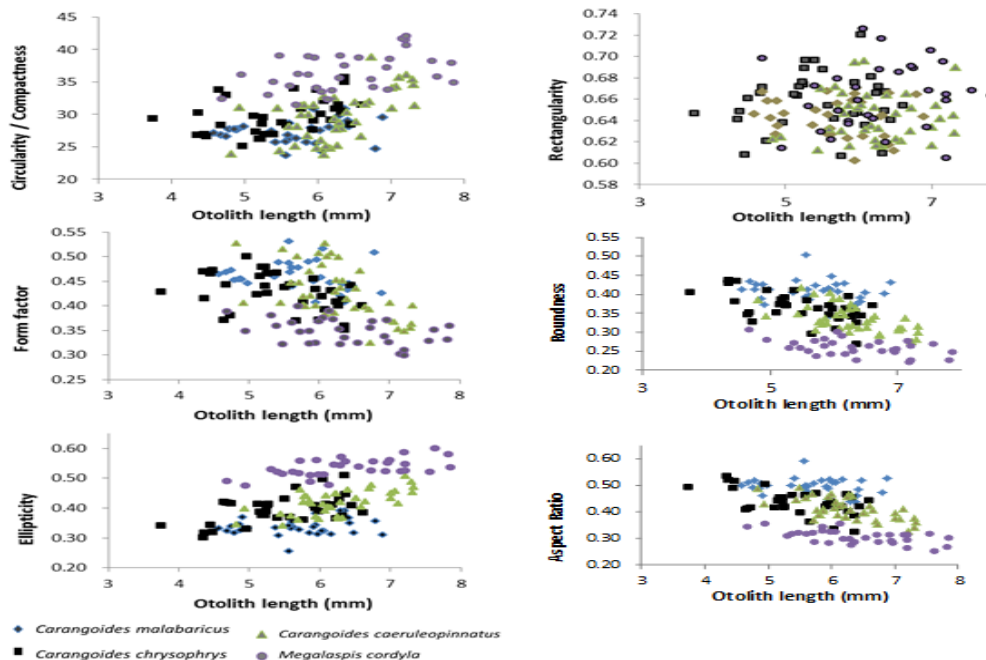 Circularity / Compactness
45
40
35
30
25
20
3 4 5 6 7 8
Otolith length (mm)
Rectangularity
0.74
0.72
0.70
0.68
0.66
0.64
0.62
0.60
0.58
3 5 7
Otolith length (mm)
Form factor
0.55
0.50
0.45
0.40
0.35
0.30
0.25
3 4 5 6 7 8
Otolith length (mm)
Roundness
0.55
0.50
0.45
0.40
0.35
0.30
0.25
0.20
3 5 7
Otolith length (mm)
Ellipticity
0.60
0.50
0.40
0.30
0.20
3 4 5 6 7 8
Otolith length (mm)
Aspect Ratio
0.60
0.50
0.40
0.30
0.20
3 4 5 6 7 8
Otolith length (mm)
Carangoides malabaricus
Carangoides caeruleopinnatus
Carangoides chrysophrys
Megalaspis cordyla